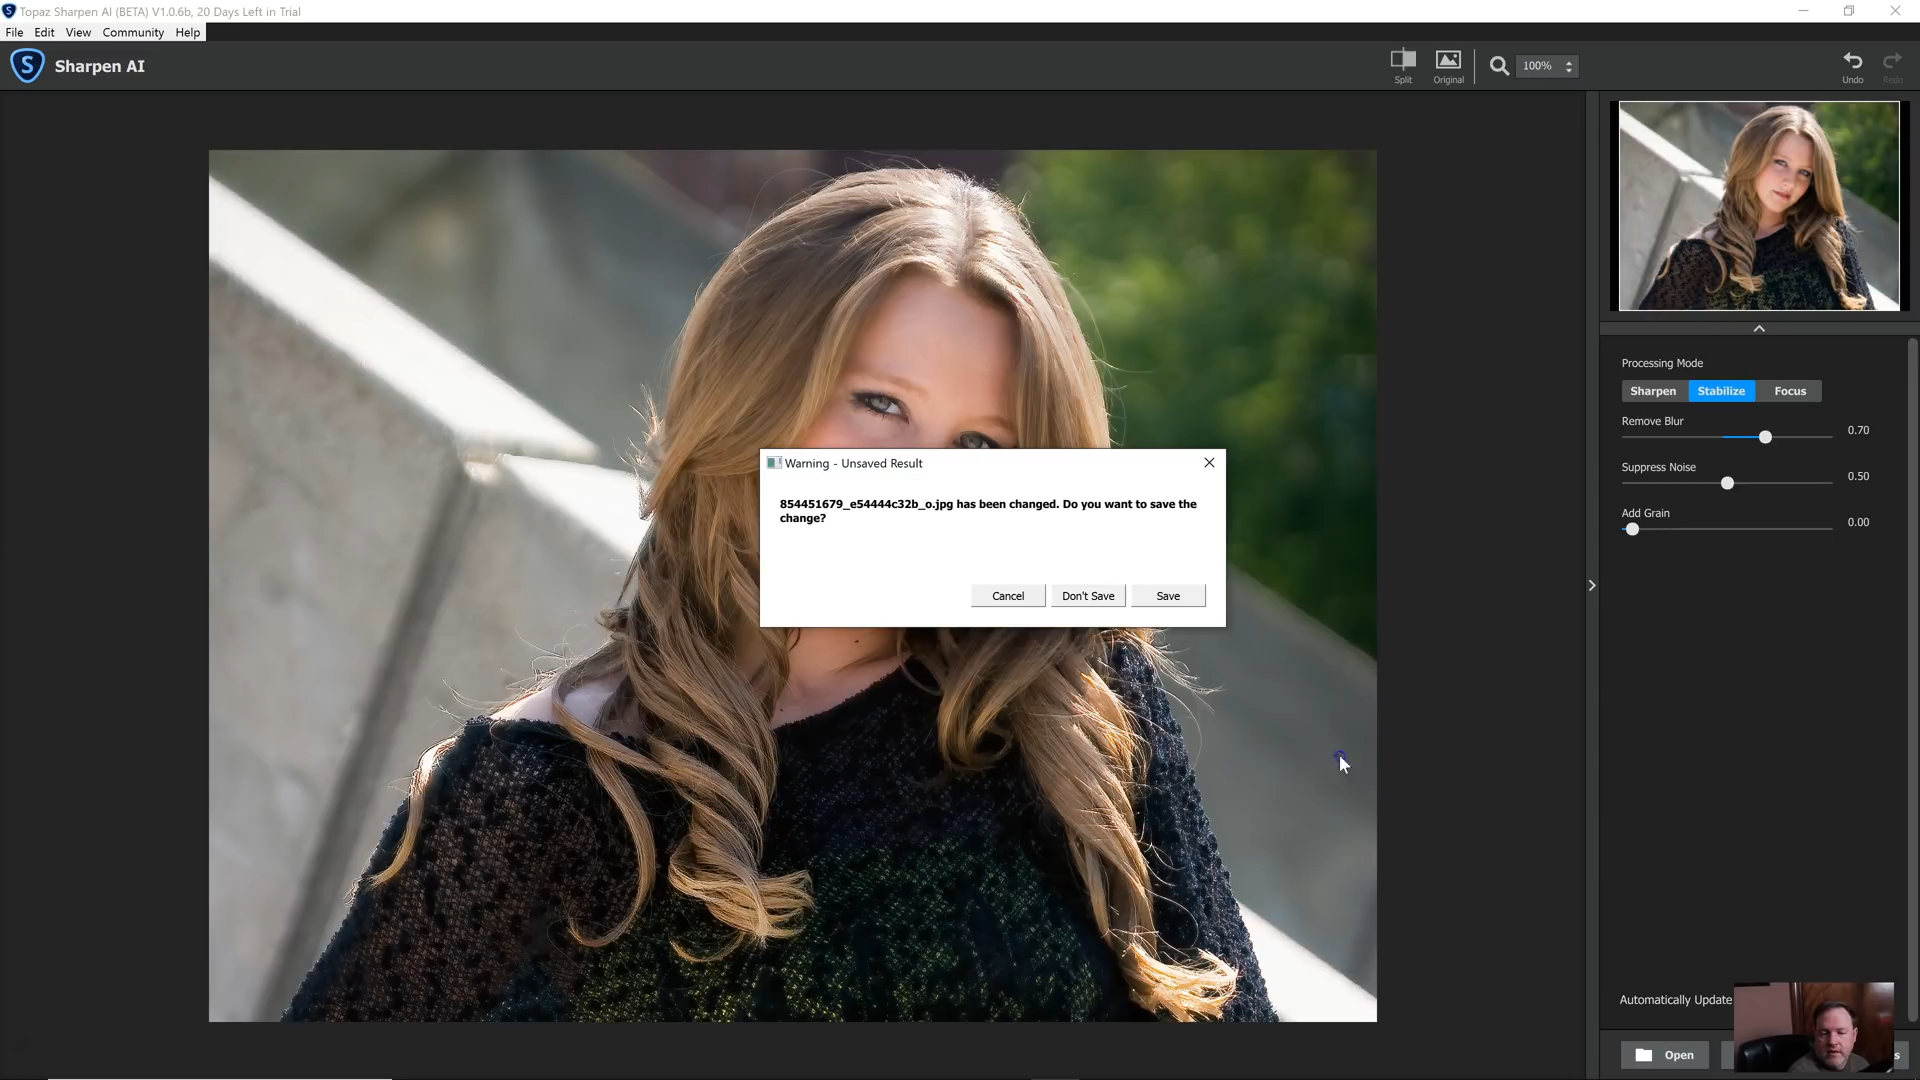 Topaz Sharpen AI (BETA) V1.0.6b, 20 Days Left in Trial
File Edit View Community Help
Sharpen AI
Split
Original
100%
Undo
Redo
Processing Mode
Sharpen Stabilize Focus
Remove Blur
0.70
Suppress Noise
0.50
Add Grain
0.00
Warning - Unsaved Result
854451679_e54444c32b_o.jpg has been changed. Do you want to save the
change?
Cancel Don't Save Save
Automatically Update
Open